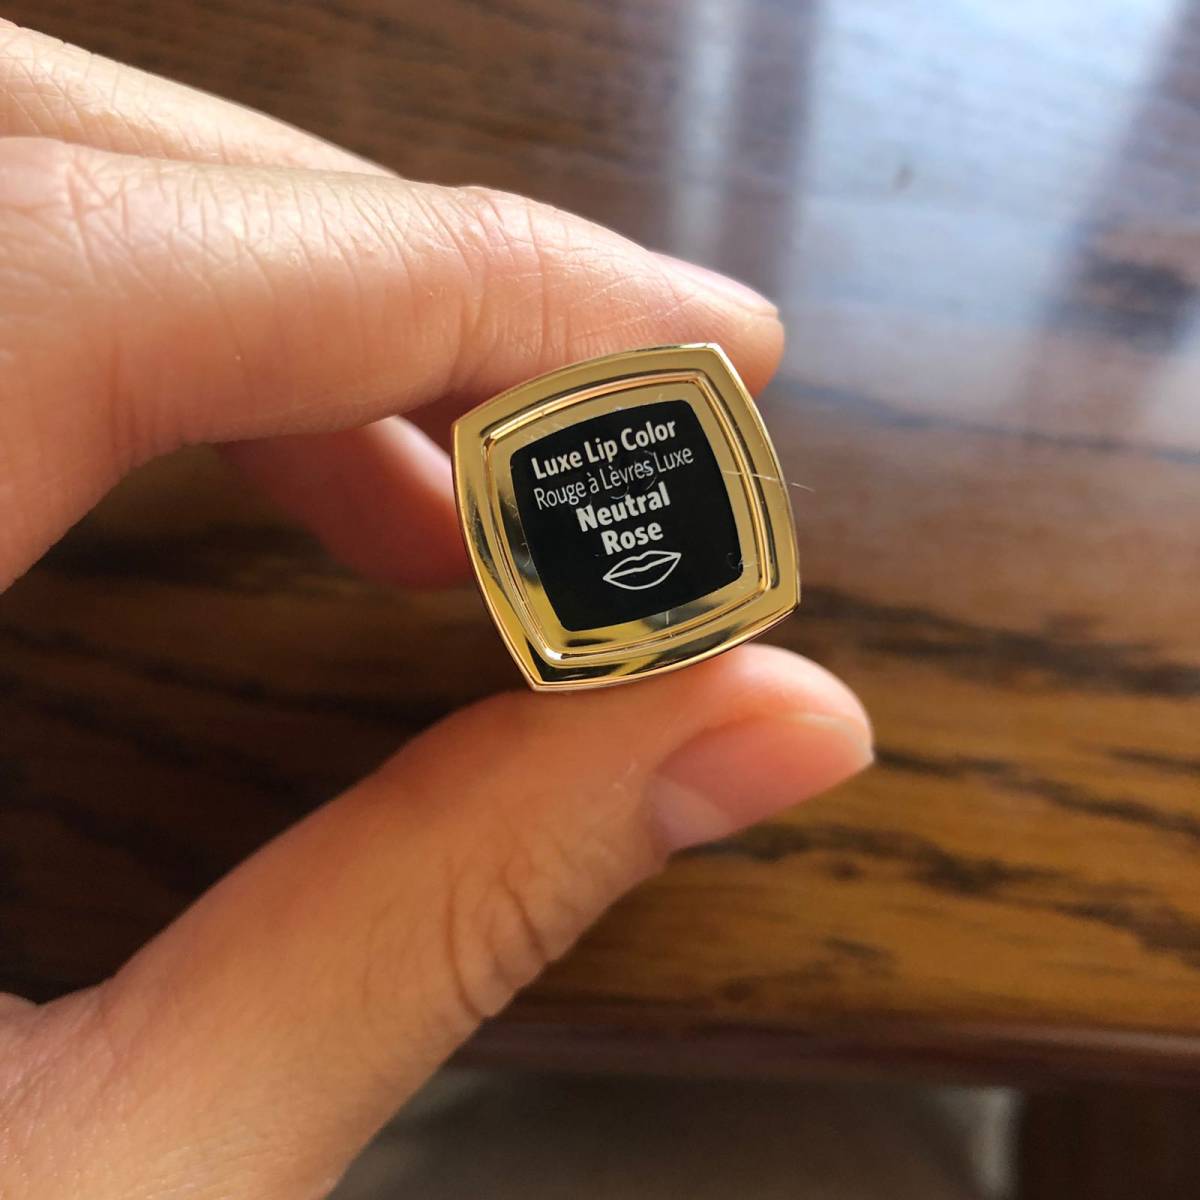 Luxe Lip Color
Rouge à Lèvres Luxe
Neutral
Rose